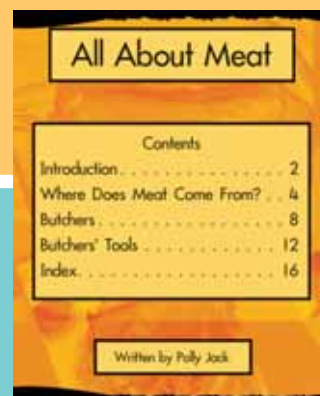 All About Meat
Contents
Introduction . . . . . . . . . . . . . . . 2
Where Does Meat Come From? . . 4
Butchers . . . . . . . . . . . . . . . . . 8
Butchers' Tools . . . . . . . . . . . . 12
Index. . . . . . . . . . . . . . . . . . 16
Written by Polly Jack